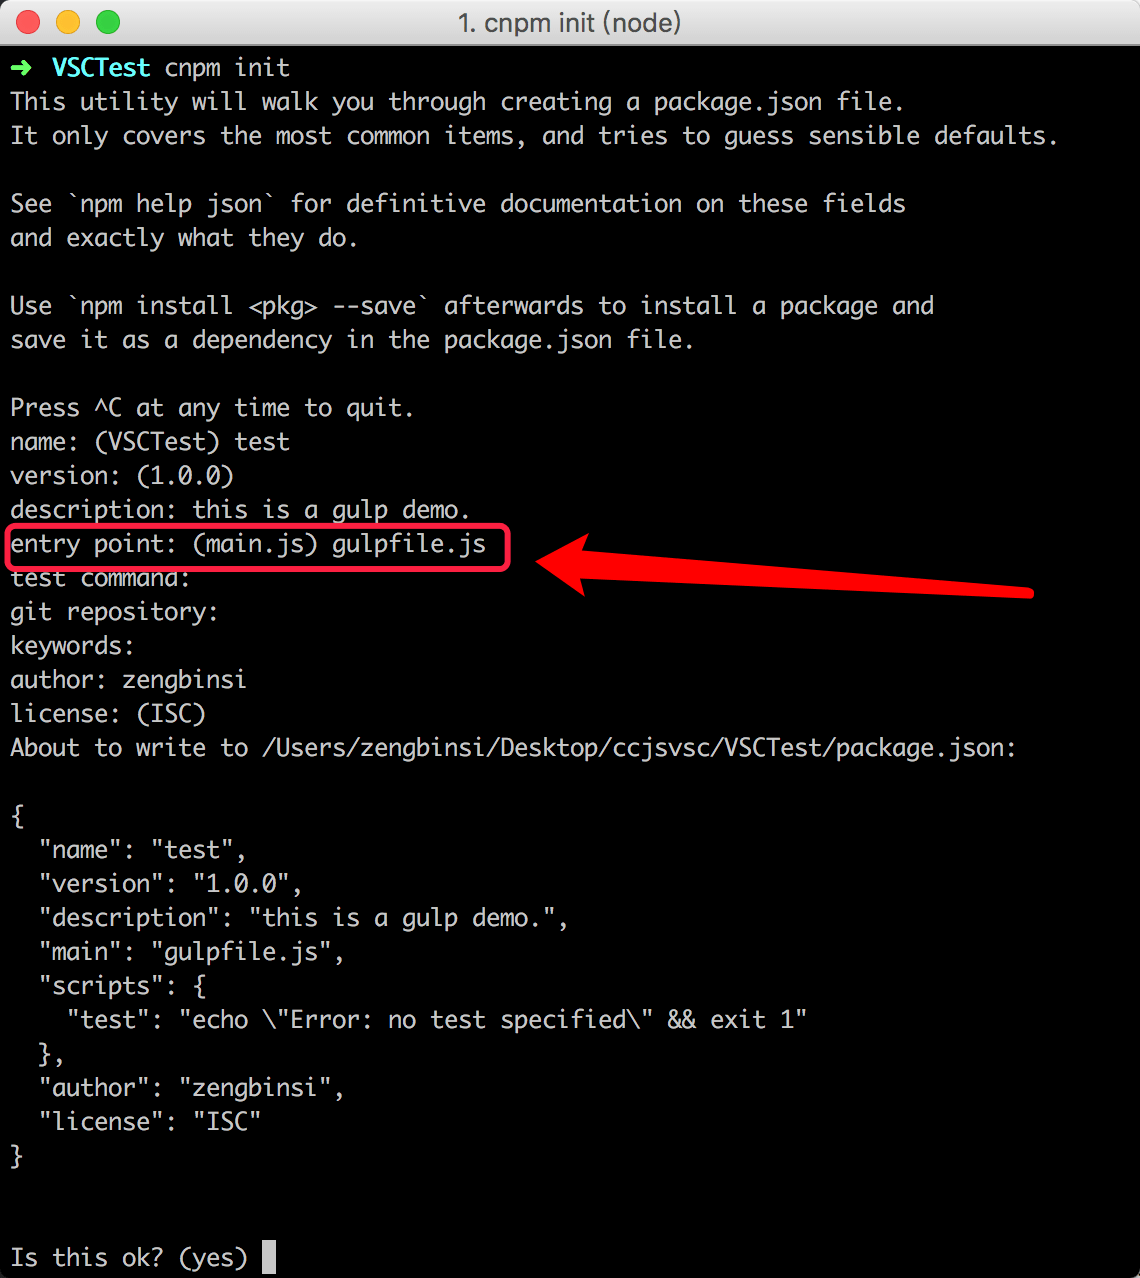 1. cnpm init (node)
➜ VSCTest cnpm init
This utility will walk you through creating a package.json file.
It only covers the most common items, and tries to guess sensible defaults.
See `npm help json` for definitive documentation on these fields
and exactly what they do.
Use `npm install <pkg> --save` afterwards to install a package and
save it as a dependency in the package.json file.
Press ^C at any time to quit.
name: (VSCTest) test
version: (1.0.0)
description: this is a gulp demo.
entry point: (main.js) gulpfile.js
test command:
git repository:
keywords:
author: zengbinsi
license: (ISC)
About to write to /Users/zengbinsi/Desktop/ccjsvsc/VSCTest/package.json:
{
  "name": "test",
  "version": "1.0.0",
  "description": "this is a gulp demo.",
  "main": "gulpfile.js",
  "scripts": {
    "test": "echo \"Error: no test specified\" && exit 1"
  },
  "author": "zengbinsi",
  "license": "ISC"
}
Is this ok? (yes)